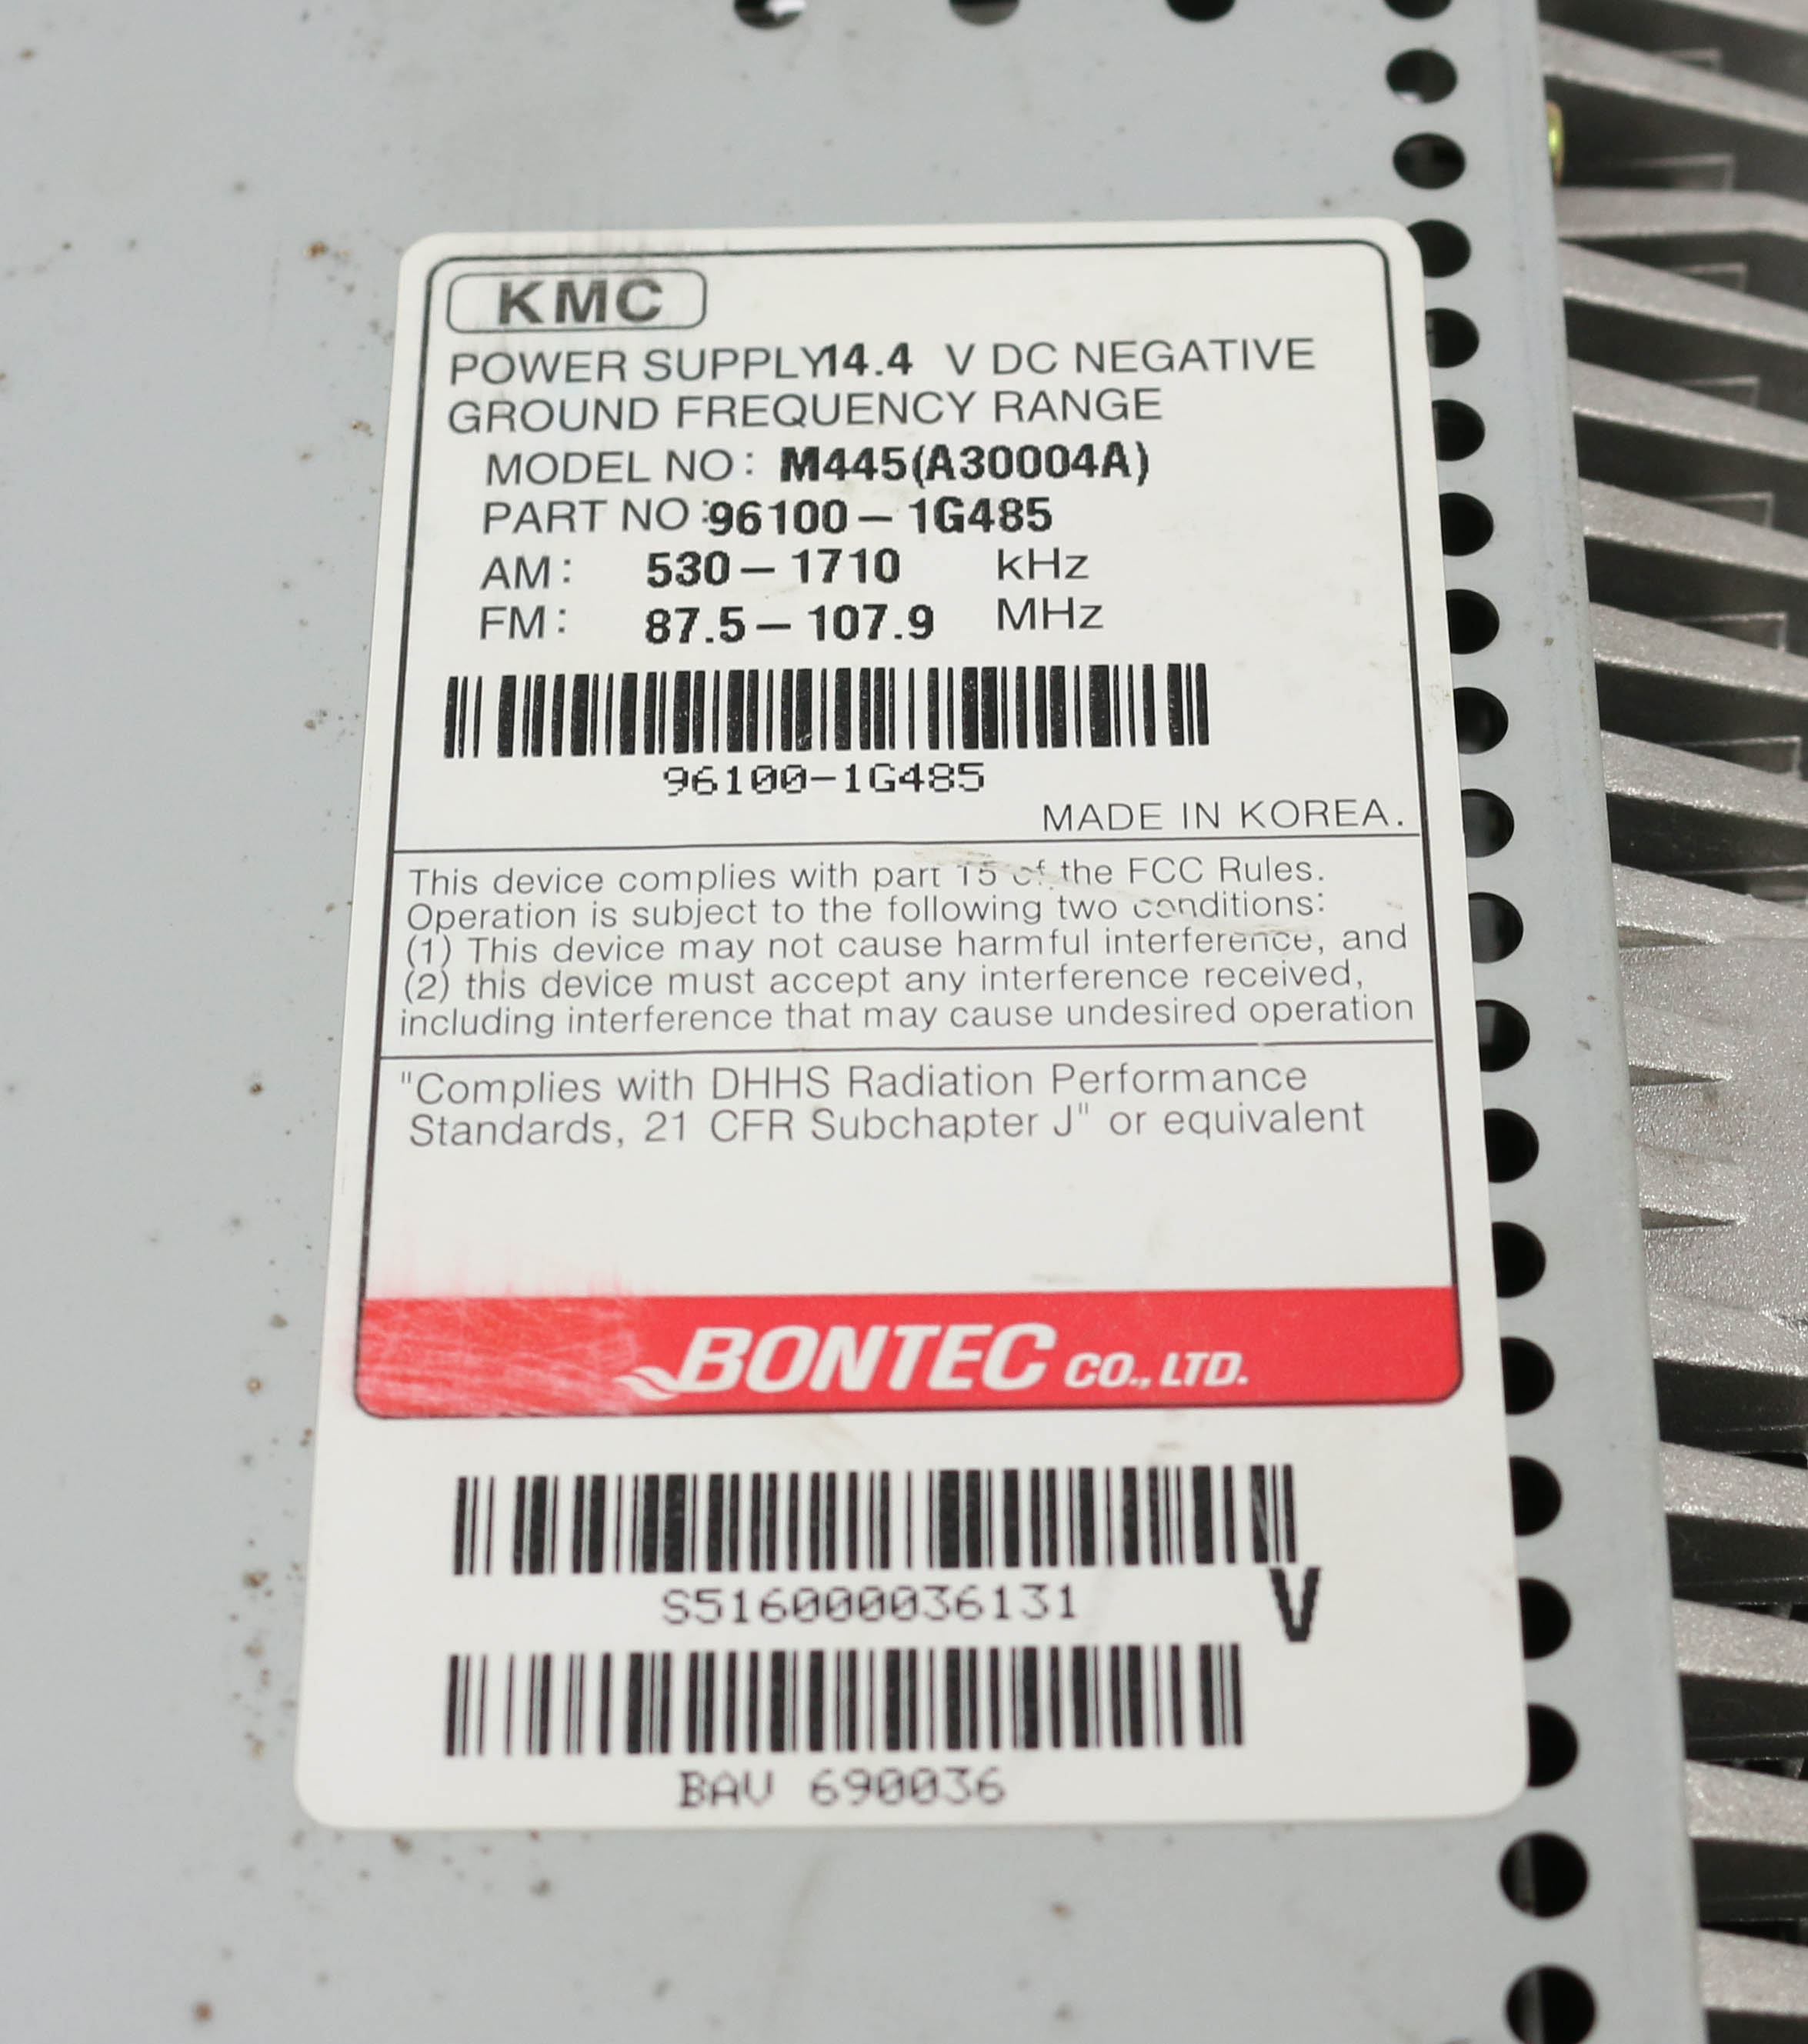 KMC
POWER SUPPLY14.4 V DC NEGATIVE
GROUND FREQUENCY RANGE
MODEL NO: M445(A30004A)
PART NO:96100-1G485
AM: 530-1710 kHz
FM: 87.5-107.9 MHz
96100-1G485
MADE IN KOREA.
This device complies with part 15 of the FCC Rules.
Operation is subject to the following two conditions:
(1) This device may not cause harmful interference, and
(2) this device must accept any interference received,
including interference that may cause undesired operation
"Complies with DHHS Radiation Performance
Standards, 21 CFR Subchapter J" or equivalent
BONTEC CO., LTD.
S516000036131 V
BAV 690036